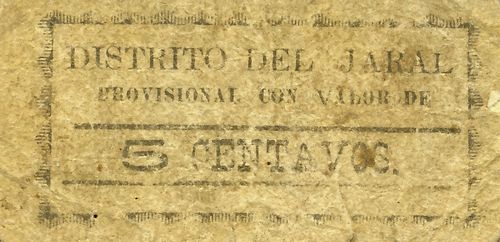 DISTRITO DEL JARAL
PROVISIONAL CON VALOR DE
5 CENTAVOS.